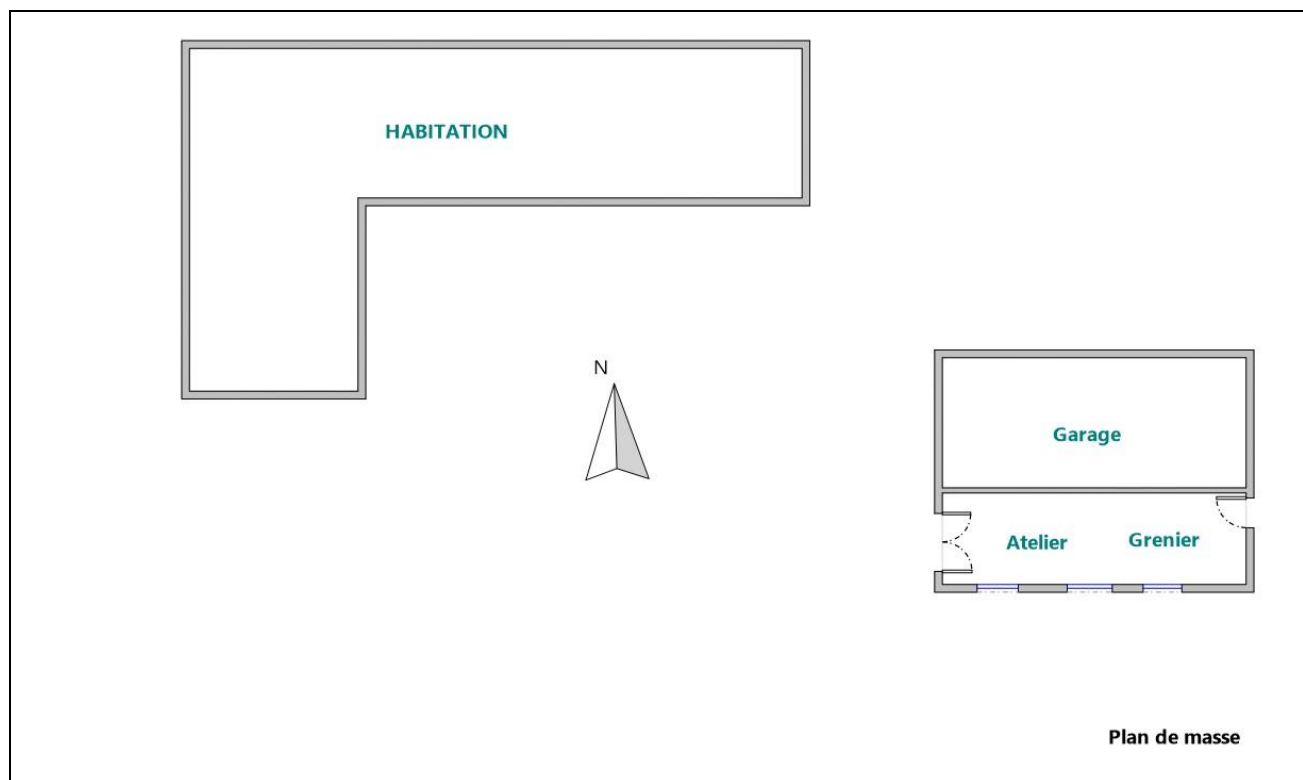 HABITATION
N
Garage
Atelier
Grenier
Plan de masse